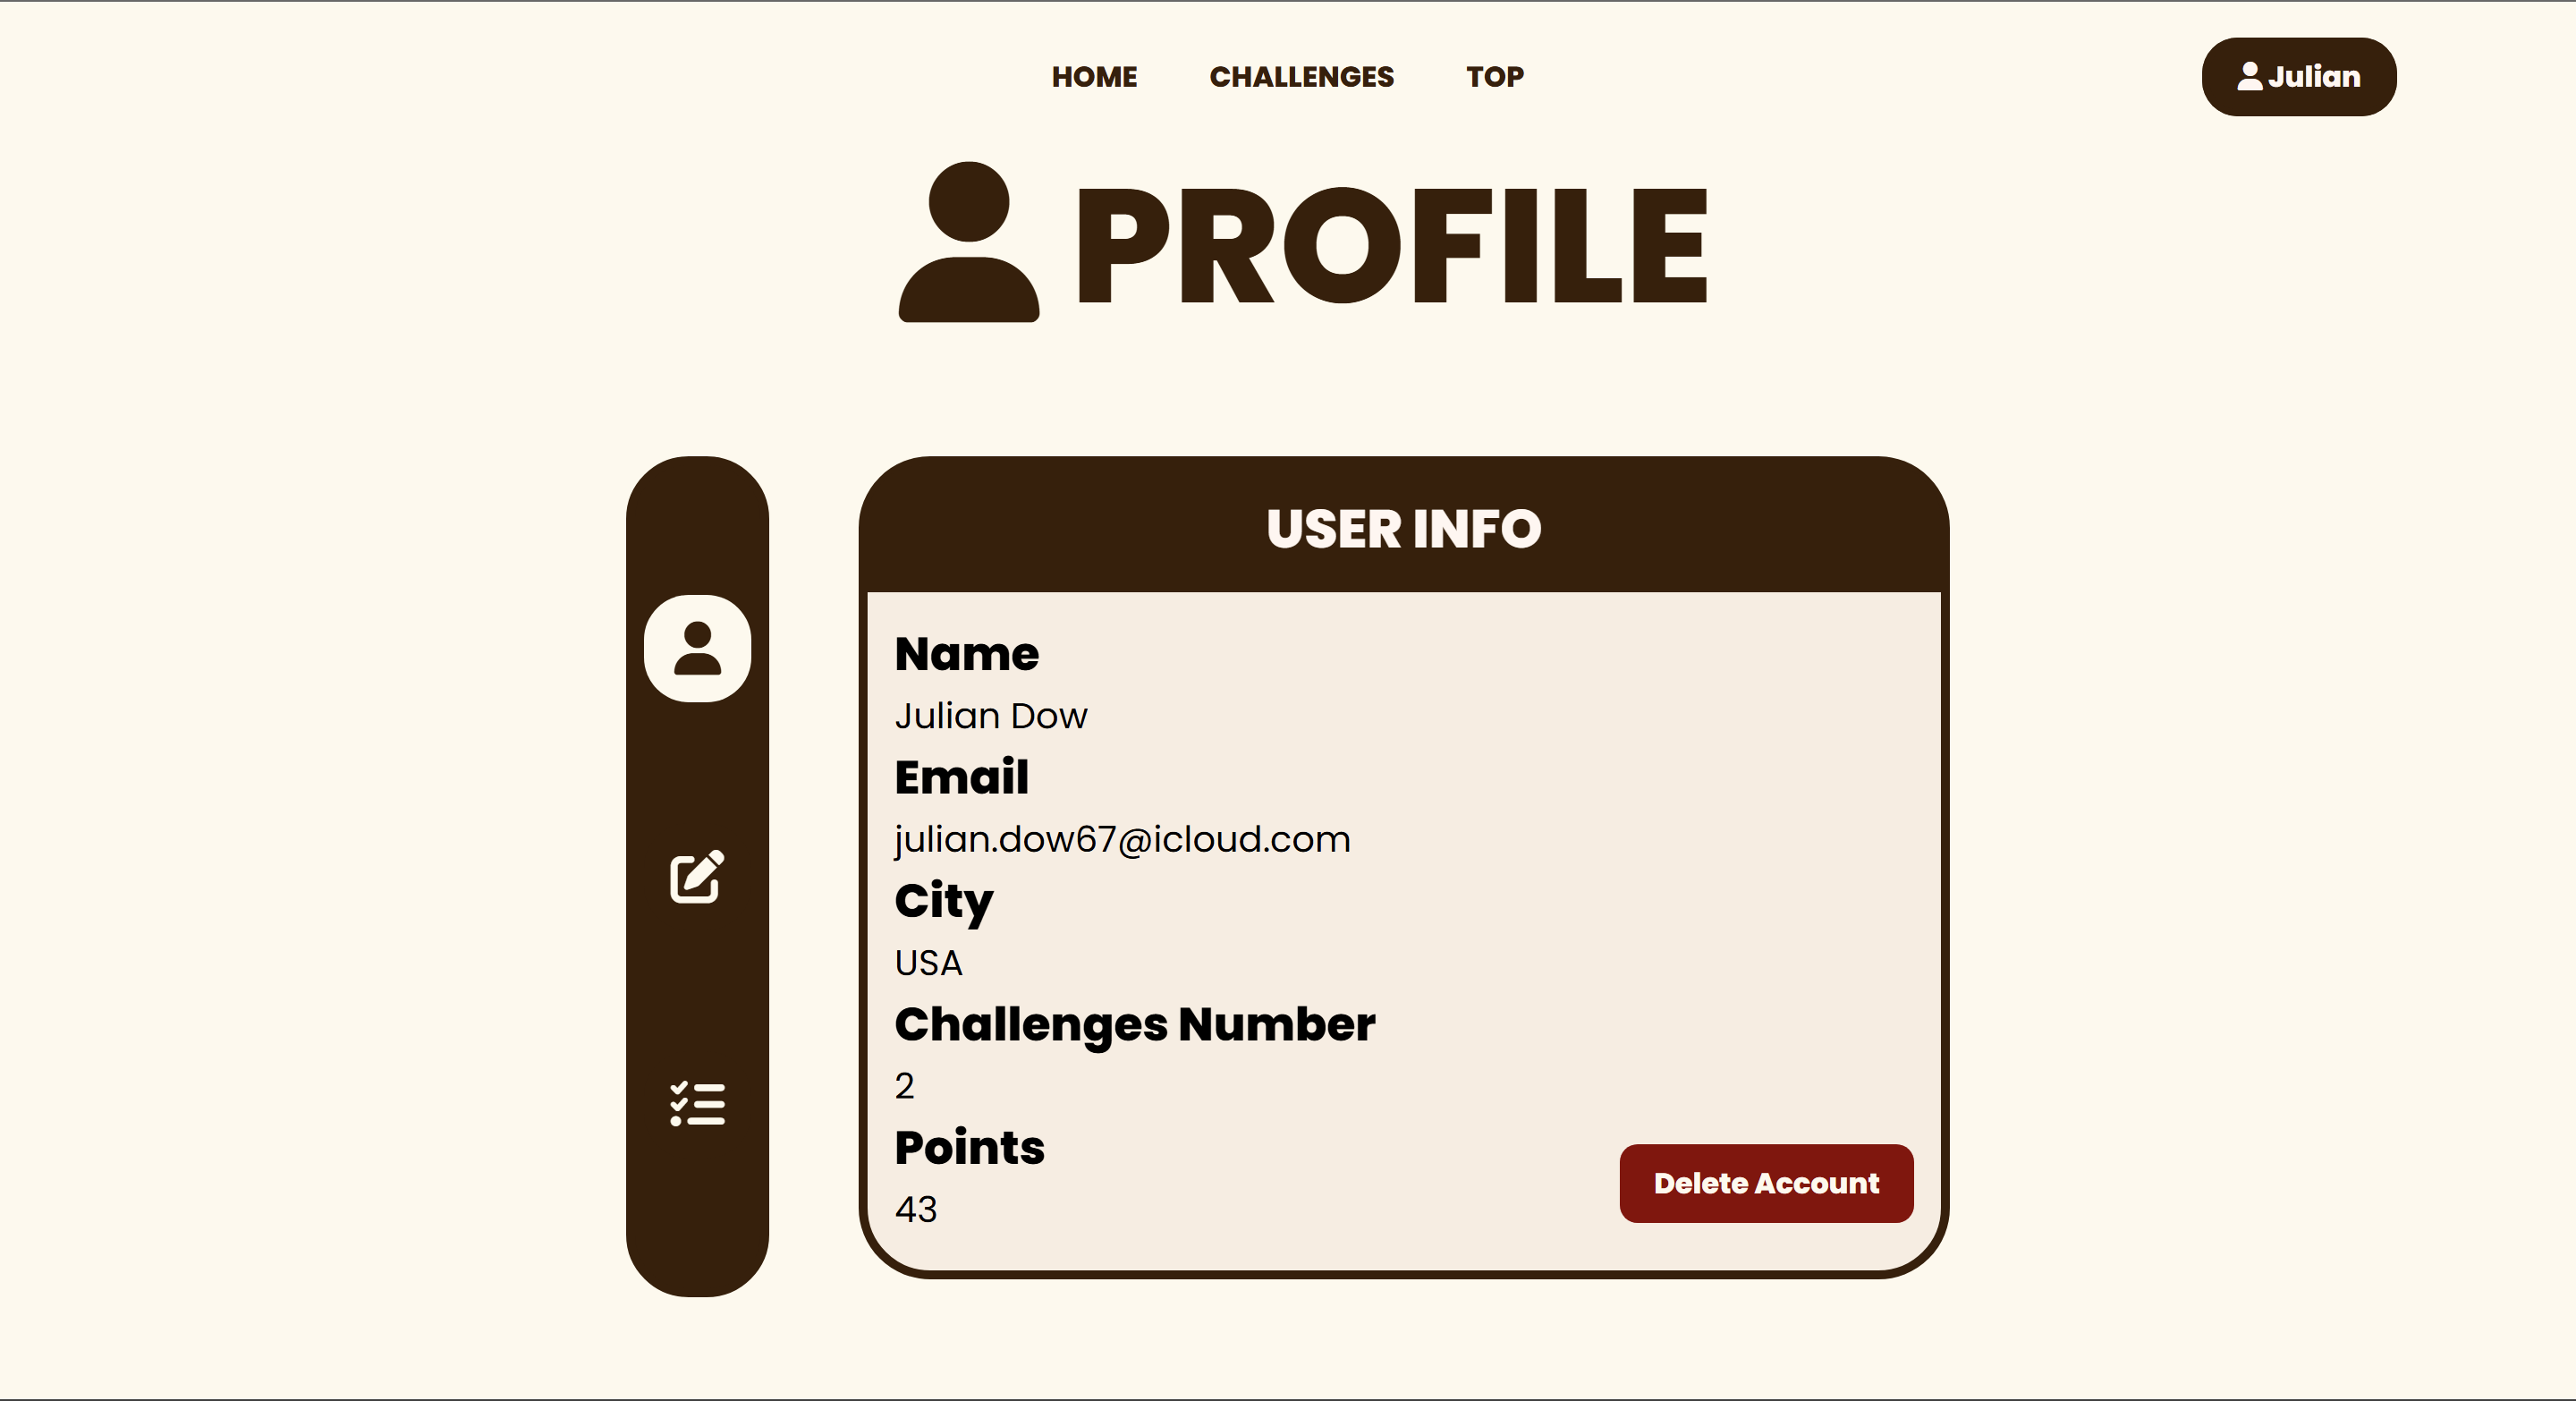 HOME CHALLENGES TOP
Julian
PROFILE
USER INFO
Name
Julian Dow
Email
julian.dow67@icloud.com
City
USA
Challenges Number
2
Points
43
Delete Account